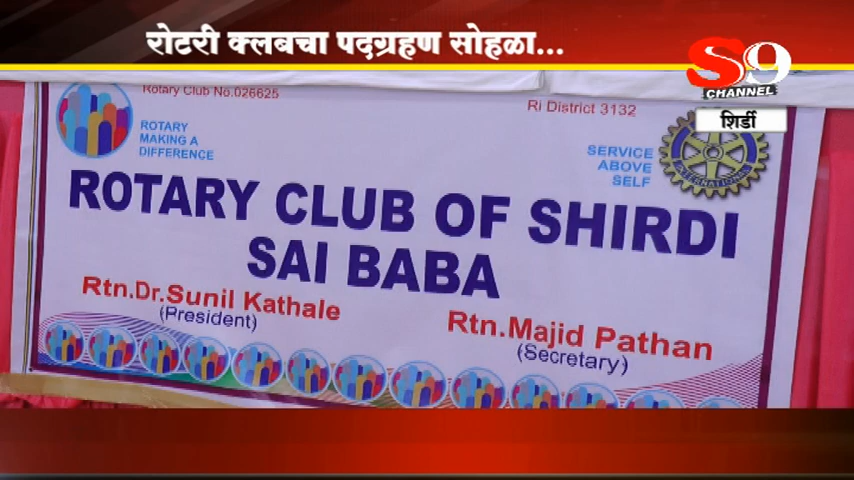 रोटरी क्लबचा पदग्रहण सोहळा...
S9
CHANNEL
शिर्डी
Rotary Club No.026625
Ri District 3132
ROTARY
MAKING A
DIFFERENCE
SERVICE
ABOVE
SELF
INTERNATIONAL
ROTARY CLUB OF SHIRDI
SAI BABA
Rtn.Dr.Sunil Kathale
(President)
Rtn.Majid Pathan
(Secretary)